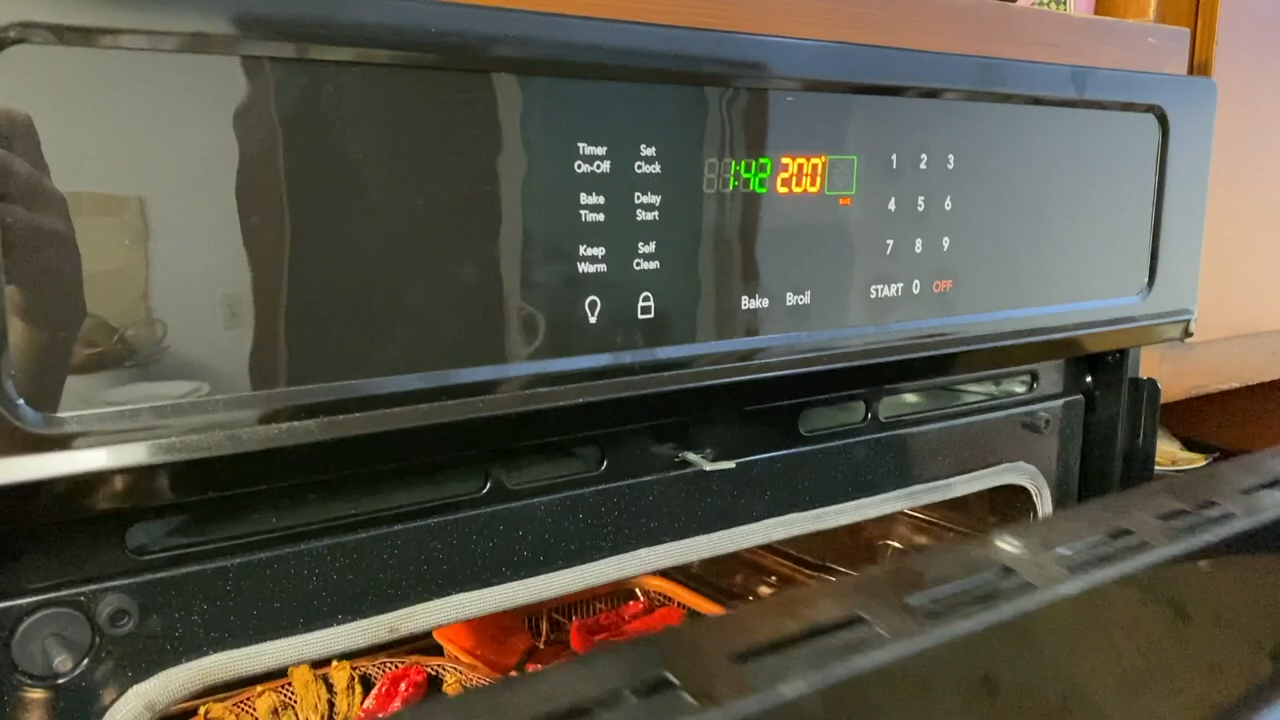 Timer
On-Off
Set
Clock
Bake
Time
Delay
Start
Keep
Warm
Self
Clean
1:42 200°
BAKE
Bake Broil
1 2 3
4 5 6
7 8 9
START 0 OFF